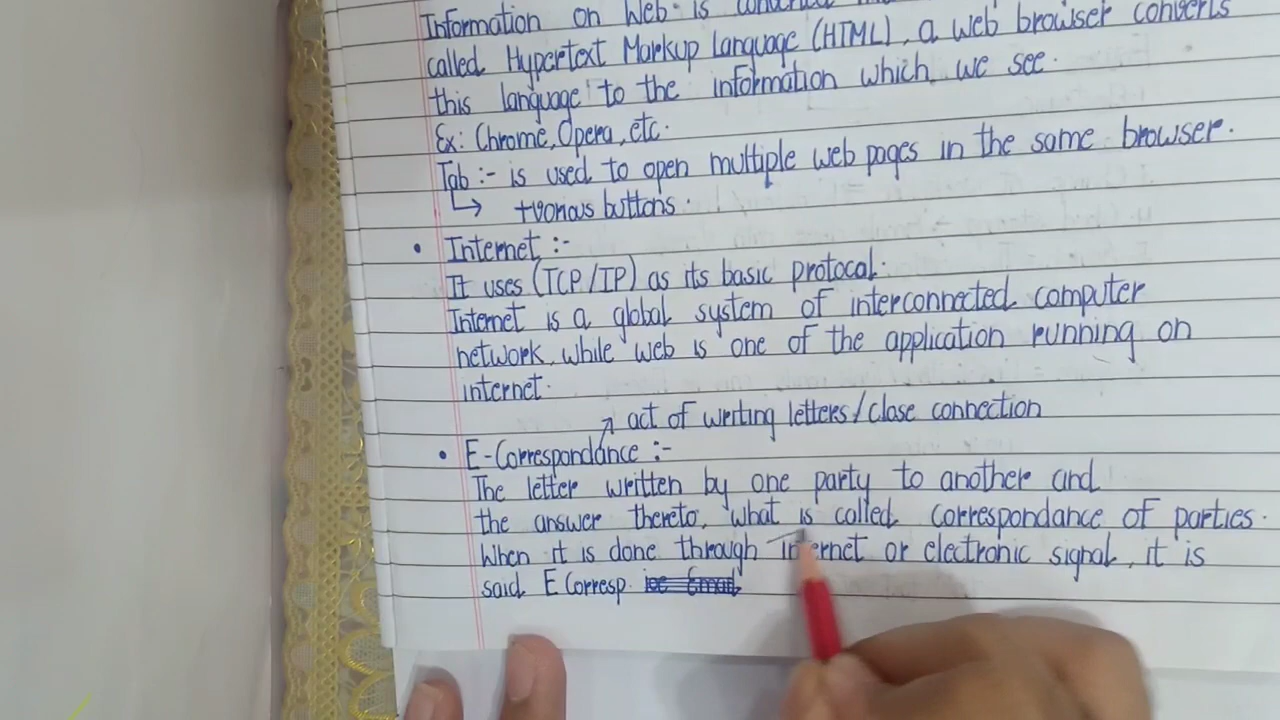 Information on Web is
called Hypertext Markup language (HTML), a web browser converts
this language to the information which we see.
Ex: Chrome, Opera, etc.
Tab :- is used to open multiple web pages in the same browser.
↳ +various buttons.
• Internet :-
It uses (TCP/IP) as its basic protocal.
Internet is a global system of interconnected computer
network, while web is one of the application running on
internet.
↗ act of writing letters/close connection
• E-Correspondance :-
The letter written by one party to another and
the answer thereto, what is called correspondance of parties.
When it is done through internet or electronic signal, it is
said E Corresp.